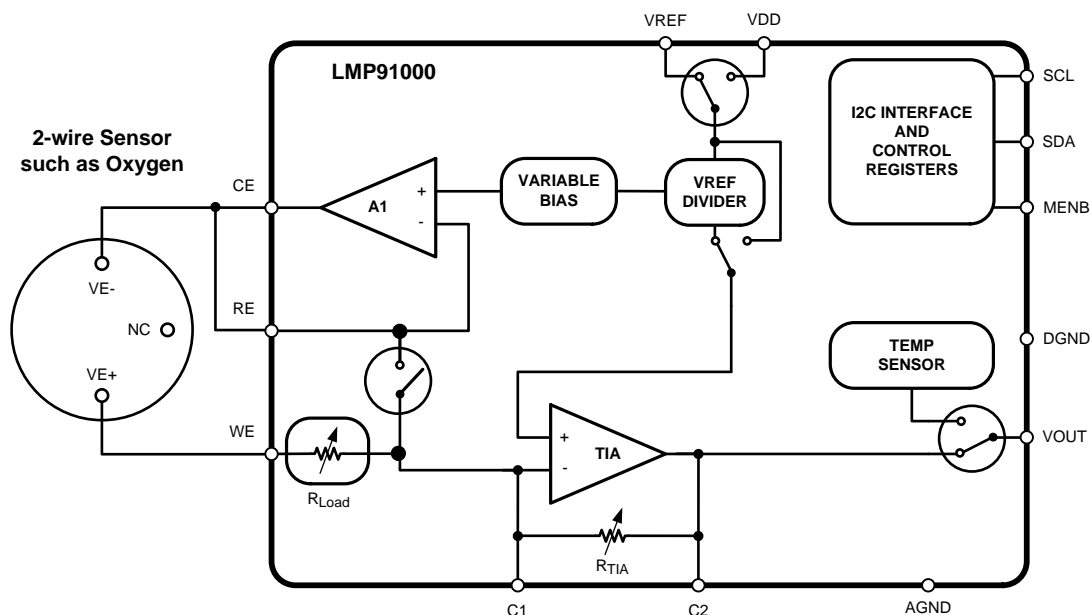 VREF
VDD
LMP91000
SCL
I2C INTERFACE
AND
CONTROL
REGISTERS
SDA
MENB
2-wire Sensor
such as Oxygen
CE
+
A1
-
VARIABLE
BIAS
VREF
DIVIDER
VE-
RE
NC
DGND
TEMP
SENSOR
VE+
WE
VOUT
+
TIA
-
RLoad
RTIA
C1
C2
AGND